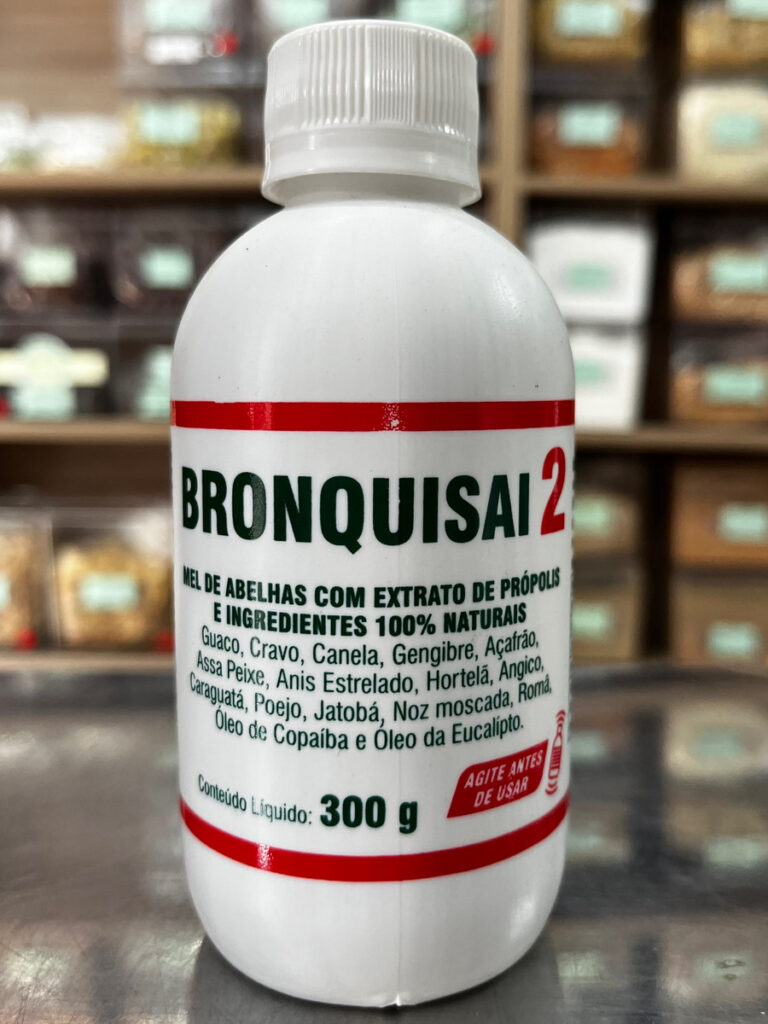 BRONQUISAI 2
MEL DE ABELHAS COM EXTRATO DE PRÓPOLIS
E INGREDIENTES 100% NATURAIS
Guaco, Cravo, Canela, Gengibre, Açafrão,
Assa Peixe, Anis Estrelado, Hortelã, Angico,
Caraguatá, Poejo, Jatobá, Noz moscada, Romã,
Óleo de Copaíba e Óleo da Eucalípto.
AGITE ANTES
DE USAR
Conteúdo Líquido: 300 g